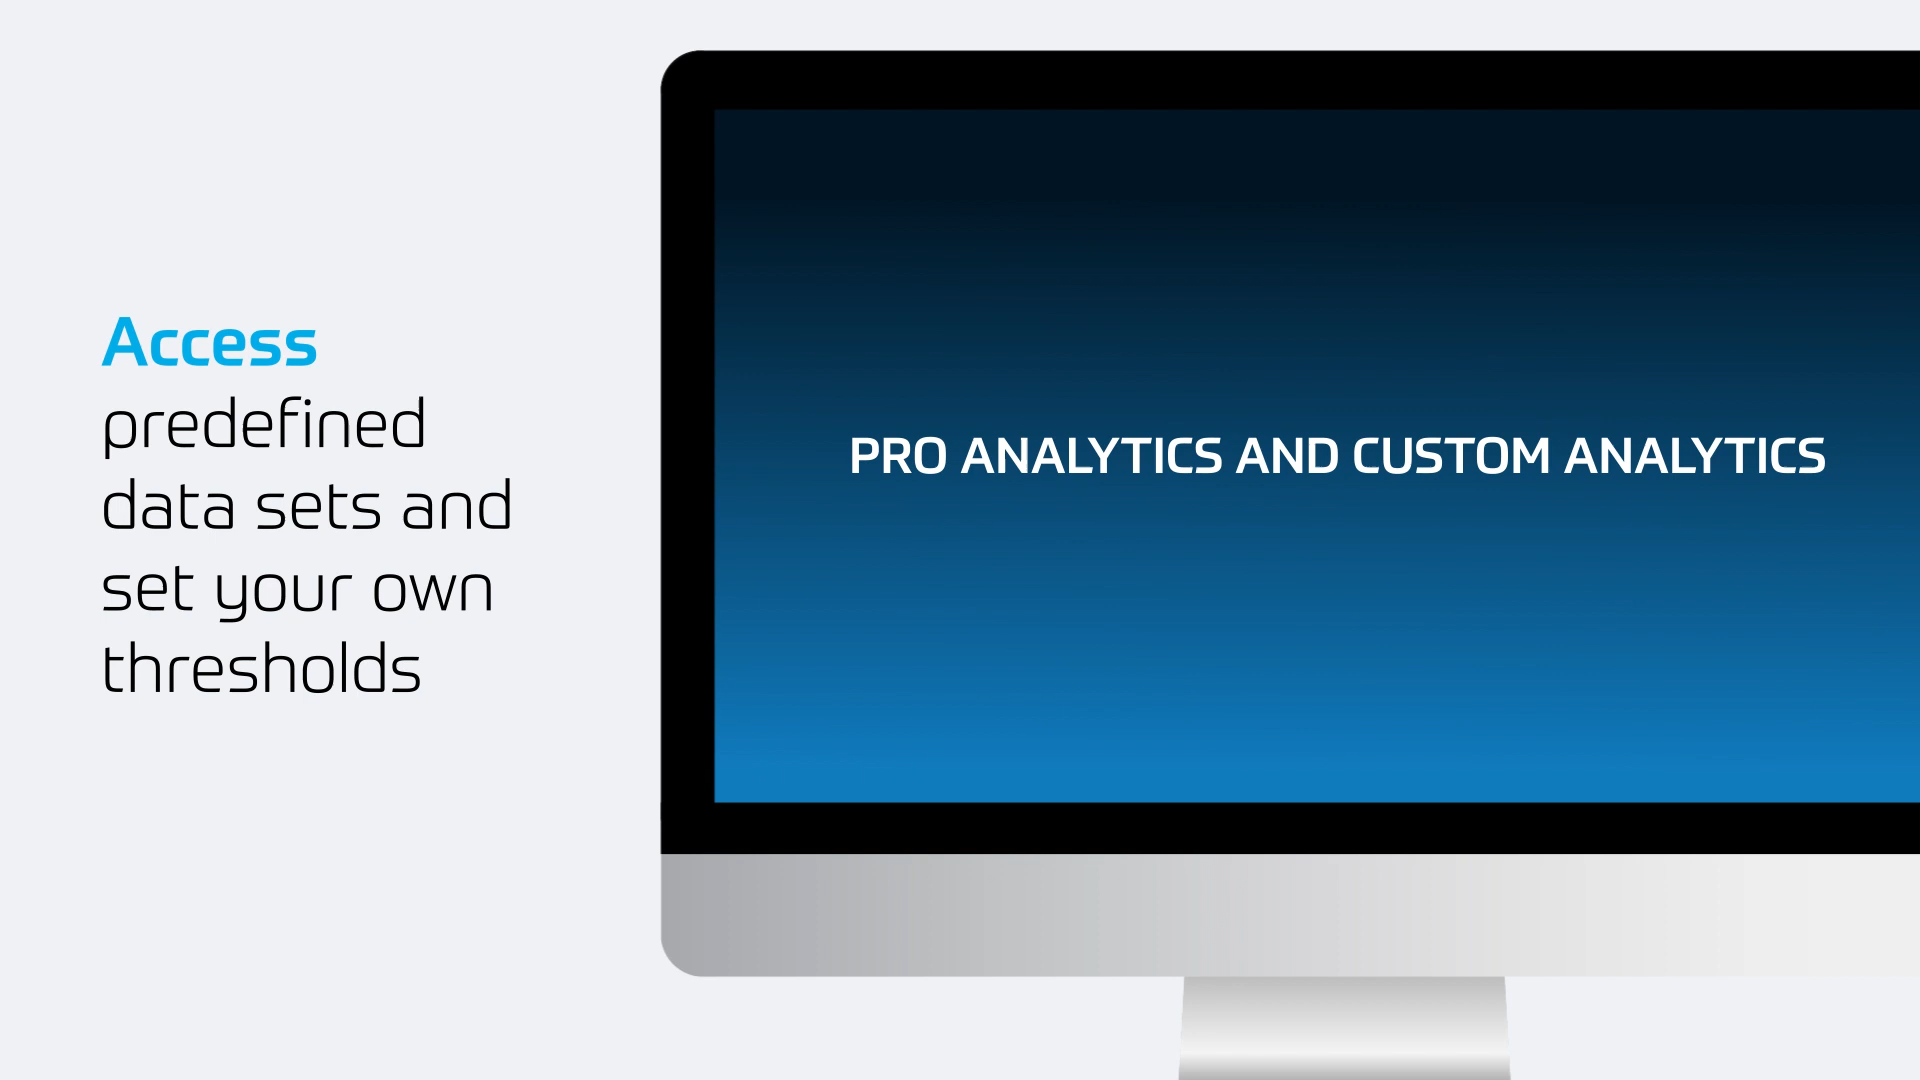 Access
predefined
data sets and
set your own
thresholds
PRO ANALYTICS AND CUSTOM ANALYTICS